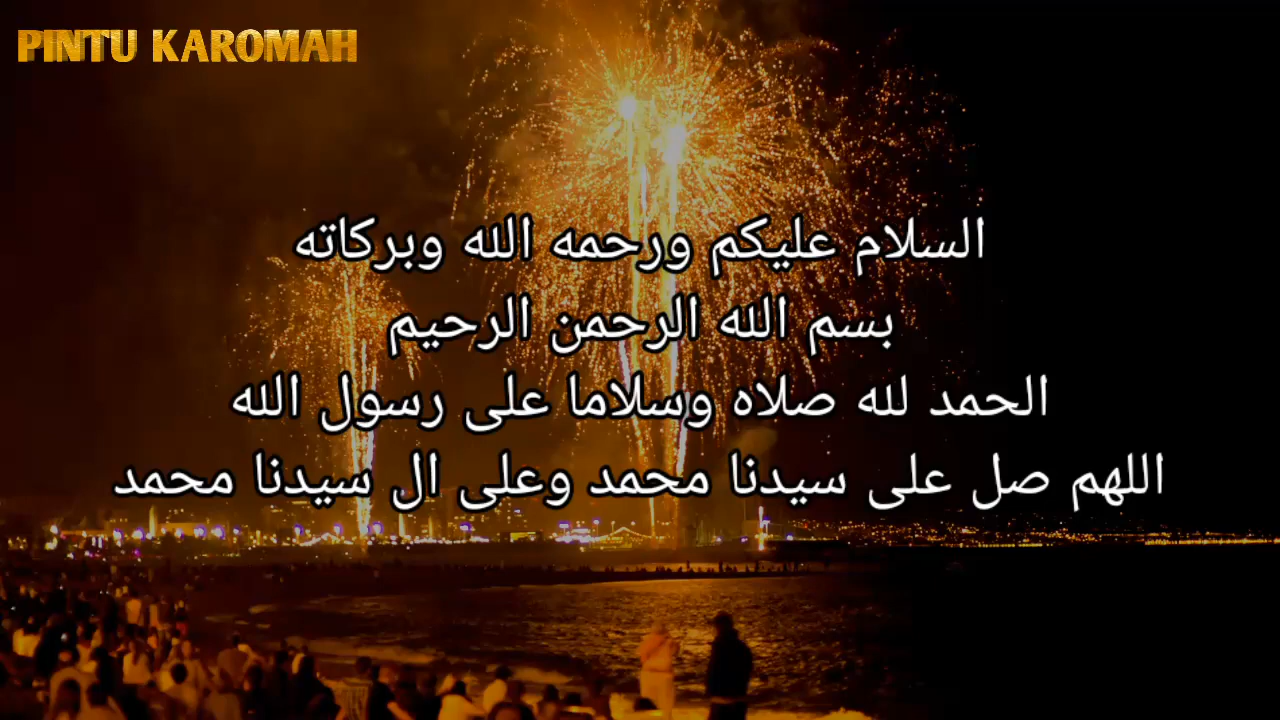 PINTU KAROMAH
السلام عليكم ورحمه الله وبركاته
بسم الله الرحمن الرحيم
الحمد لله صلاه وسلاما على رسول الله
اللهم صل على سيدنا محمد وعلى ال سيدنا محمد